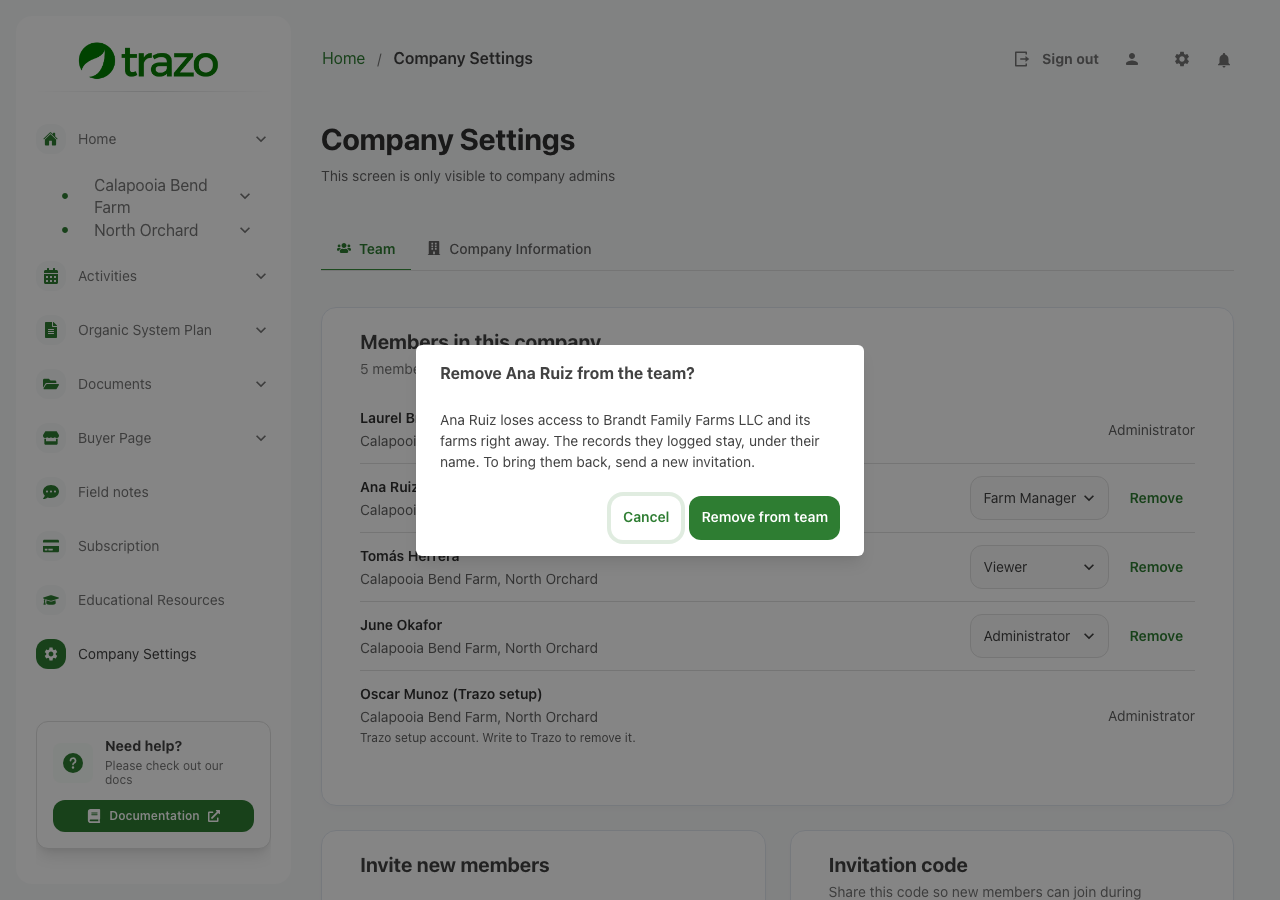 trazo
Home
Calapooia Bend
Farm
North Orchard
Activities
Organic System Plan
Documents
Buyer Page
Field notes
Subscription
Educational Resources
Company Settings
Need help?
Please check out our
docs
Documentation
Home / Company Settings
Sign out
Company Settings
This screen is only visible to company admins
Team
Company Information
Members in this company
5 membe
Laurel B
Calapooi
Administrator
Ana Ruiz
Calapoo
Farm Manager
Remove
Remove Ana Ruiz from the team?
Ana Ruiz loses access to Brandt Family Farms LLC and its
farms right away. The records they logged stay, under their
name. To bring them back, send a new invitation.
Cancel
Remove from team
Tomás Herrera
Calapooia Bend Farm, North Orchard
Viewer
Remove
June Okafor
Calapooia Bend Farm, North Orchard
Administrator
Remove
Oscar Munoz (Trazo setup)
Calapooia Bend Farm, North Orchard
Trazo setup account. Write to Trazo to remove it.
Administrator
Invite new members
Invitation code
Share this code so new members can join during